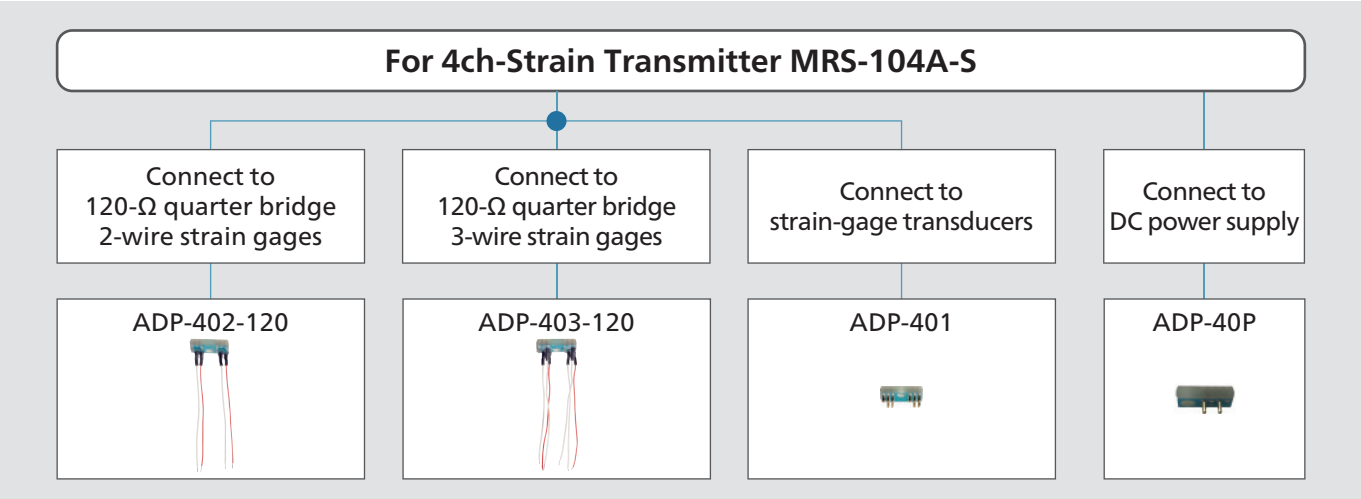 For 4ch-Strain Transmitter MRS-104A-S
Connect to
120-Ω quarter bridge
2-wire strain gages
Connect to
120-Ω quarter bridge
3-wire strain gages
Connect to
strain-gage transducers
Connect to
DC power supply
ADP-402-120
ADP-403-120
ADP-401
ADP-40P